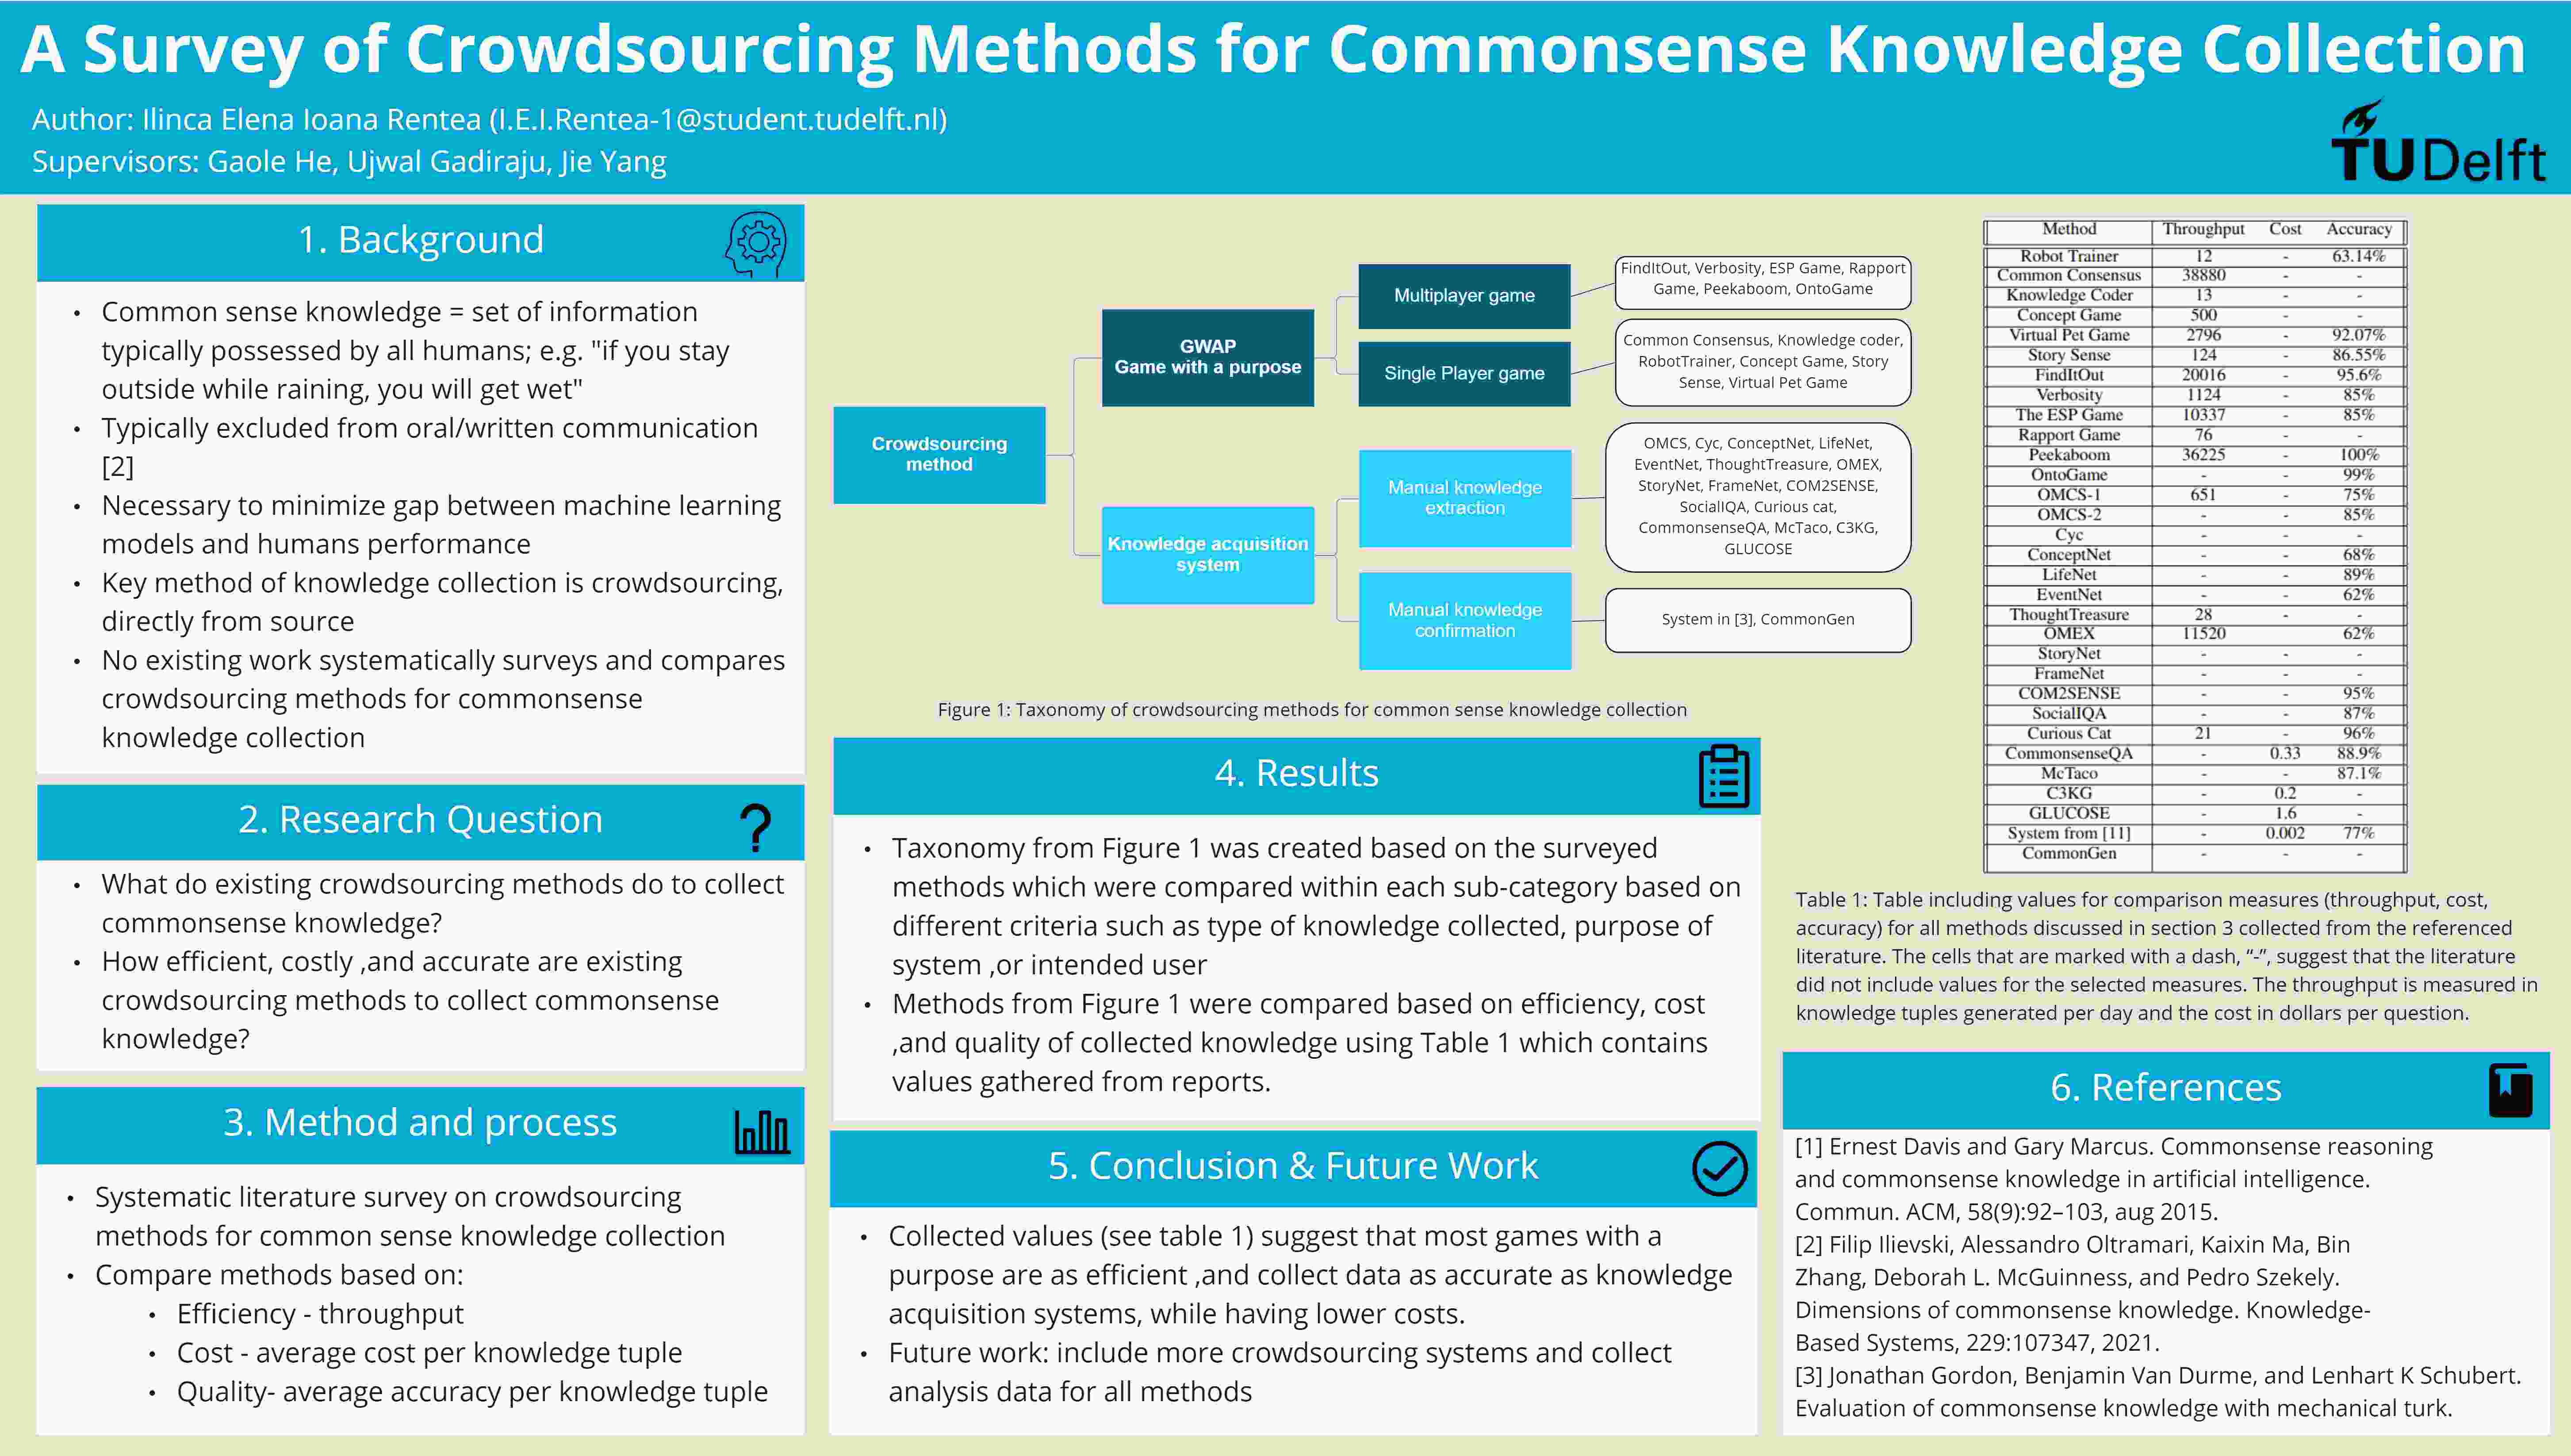 A Survey of Crowdsourcing Methods for Commonsense Knowledge Collection
Author: Ilinca Elena Ioana Rentea (I.E.I.Rentea-1@student.tudelft.nl)
Supervisors: Gaole He, Ujwal Gadiraju, Jie Yang
TU Delft
1. Background
• Common sense knowledge = set of information
typically possessed by all humans; e.g. "if you stay
outside while raining, you will get wet"
• Typically excluded from oral/written communication
[2]
• Necessary to minimize gap between machine learning
models and humans performance
• Key method of knowledge collection is crowdsourcing,
directly from source
• No existing work systematically surveys and compares
crowdsourcing methods for commonsense
knowledge collection
2. Research Question
?
• What do existing crowdsourcing methods do to collect
commonsense knowledge?
• How efficient, costly ,and accurate are existing
crowdsourcing methods to collect commonsense
knowledge?
3. Method and process
• Systematic literature survey on crowdsourcing
methods for common sense knowledge collection
• Compare methods based on:
• Efficiency - throughput
• Cost - average cost per knowledge tuple
• Quality- average accuracy per knowledge tuple
Crowdsourcing
method
GWAP
Game with a purpose
Knowledge acquisition
system
Multiplayer game
Single Player game
Manual knowledge
extraction
Manual knowledge
confirmation
FindItOut, Verbosity, ESP Game, Rapport
Game, Peekaboom, OntoGame
Common Consensus, Knowledge coder,
RobotTrainer, Concept Game, Story
Sense, Virtual Pet Game
OMCS, Cyc, ConceptNet, LifeNet,
EventNet, ThoughtTreasure, OMEX,
StoryNet, FrameNet, COM2SENSE,
SocialIQA, Curious cat,
CommonsenseQA, McTaco, C3KG,
GLUCOSE
System in [3], CommonGen
Figure 1: Taxonomy of crowdsourcing methods for common sense knowledge collection
4. Results
• Taxonomy from Figure 1 was created based on the surveyed
methods which were compared within each sub-category based on
different criteria such as type of knowledge collected, purpose of
system ,or intended user
• Methods from Figure 1 were compared based on efficiency, cost
,and quality of collected knowledge using Table 1 which contains
values gathered from reports.
5. Conclusion & Future Work
• Collected values (see table 1) suggest that most games with a
purpose are as efficient ,and collect data as accurate as knowledge
acquisition systems, while having lower costs.
• Future work: include more crowdsourcing systems and collect
analysis data for all methods
Method Throughput Cost Accuracy
Robot Trainer 12 - 63.14%
Common Consensus 38880 - -
Knowledge Coder 13 - -
Concept Game 500 - -
Virtual Pet Game 2796 - 92.07%
Story Sense 124 - 86.55%
FindItOut 20016 - 95.6%
Verbosity 1124 - 85%
The ESP Game 10337 - 85%
Rapport Game 76 - -
Peekaboom 36225 - 100%
OntoGame - - 99%
OMCS-1 651 - 75%
OMCS-2 - - 85%
Cyc - - -
ConceptNet - - 68%
LifeNet - - 89%
EventNet - - 62%
ThoughtTreasure 28 - -
OMEX 11520 - 62%
StoryNet - - -
FrameNet - - -
COM2SENSE - - 95%
SocialIQA - - 87%
Curious Cat 21 - 96%
CommonsenseQA - 0.33 88.9%
McTaco - - 87.1%
C3KG - 0.2 -
GLUCOSE - 1.6 -
System from [11] - 0.002 77%
CommonGen - - -
Table 1: Table including values for comparison measures (throughput, cost,
accuracy) for all methods discussed in section 3 collected from the referenced
literature. The cells that are marked with a dash, “-”, suggest that the literature
did not include values for the selected measures. The throughput is measured in
knowledge tuples generated per day and the cost in dollars per question.
6. References
[1] Ernest Davis and Gary Marcus. Commonsense reasoning
and commonsense knowledge in artificial intelligence.
Commun. ACM, 58(9):92–103, aug 2015.
[2] Filip Ilievski, Alessandro Oltramari, Kaixin Ma, Bin
Zhang, Deborah L. McGuinness, and Pedro Szekely.
Dimensions of commonsense knowledge. Knowledge-
Based Systems, 229:107347, 2021.
[3] Jonathan Gordon, Benjamin Van Durme, and Lenhart K Schubert.
Evaluation of commonsense knowledge with mechanical turk.